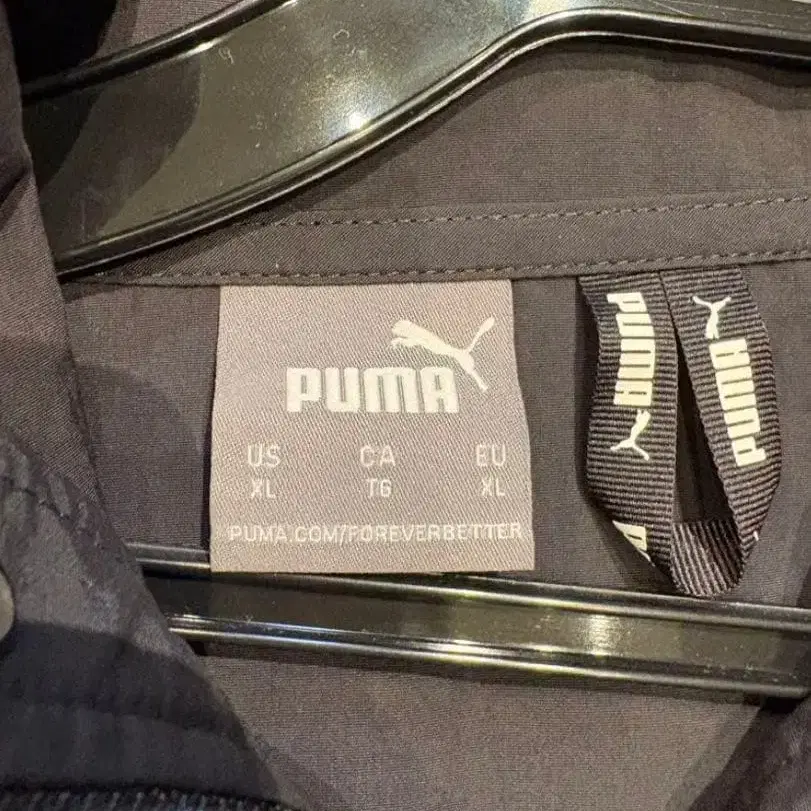 PUMA
US CA EU
XL TG XL
PUMA.COM/FOREVERBETTER
PUMA
PUMA